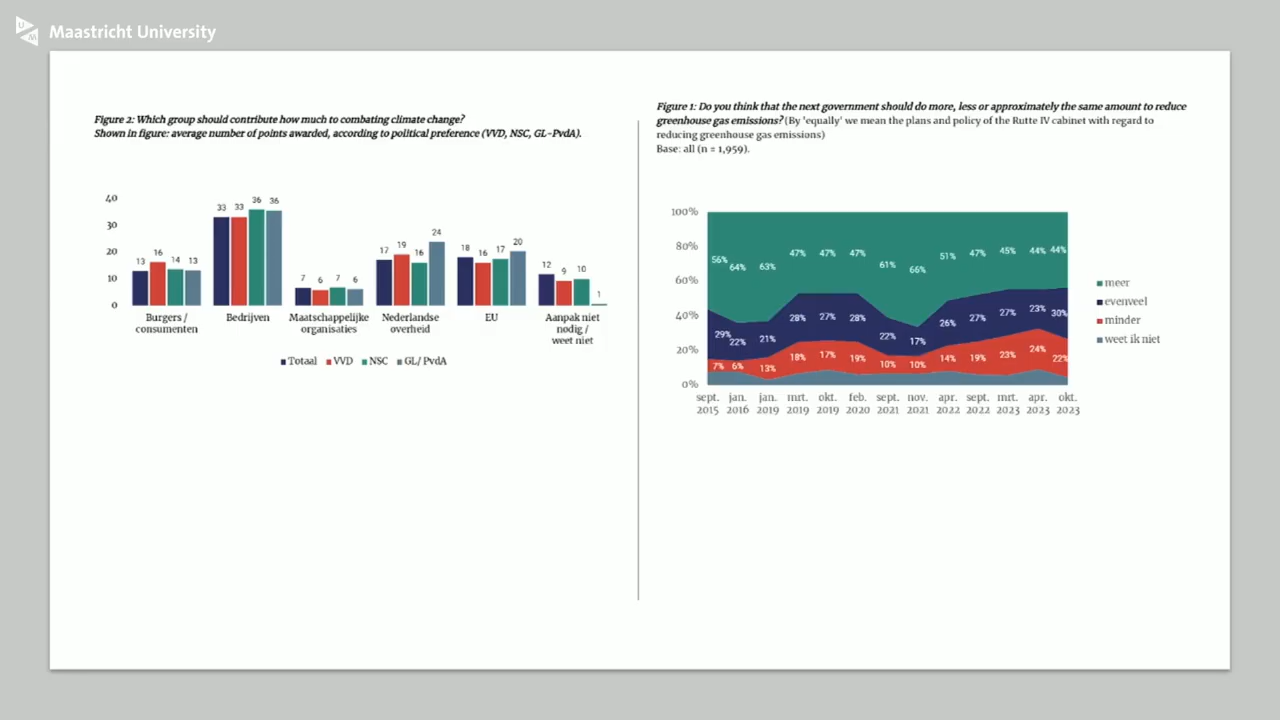 Maastricht University
Figure 2: Which group should contribute how much to combating climate change?
Shown in figure: average number of points awarded, according to political preference (VVD, NSC, GL-PvdA).
40
30
20
10
0
13 16 14 13
33 33 36 36
7 6 7 6
17 19 16 24
18 16 17 20
12 9 10 1
Burgers / consumenten
Bedrijven
Maatschappelijke organisaties
Nederlandse overheid
EU
Aanpak niet nodig / weet niet
Totaal VVD NSC GL/ PvdA
Figure 1: Do you think that the next government should do more, less or approximately the same amount to reduce
greenhouse gas emissions? (By 'equally' we mean the plans and policy of the Rutte IV cabinet with regard to
reducing greenhouse gas emissions)
Base: all (n = 1,959).
100%
80%
60%
40%
20%
0%
56% 64% 63% 47% 47% 47% 61% 66% 51% 47% 45% 44% 44%
29% 22% 21% 28% 27% 28% 22% 17% 26% 27% 27% 23% 30%
7% 6% 13% 18% 17% 19% 10% 10% 14% 19% 23% 24% 22%
sept. jan. jan. mrt. okt. feb. sept. nov. apr. sept. mrt. apr. okt.
2015 2016 2019 2019 2019 2020 2021 2021 2022 2022 2023 2023 2023
meer
evenveel
minder
weet ik niet